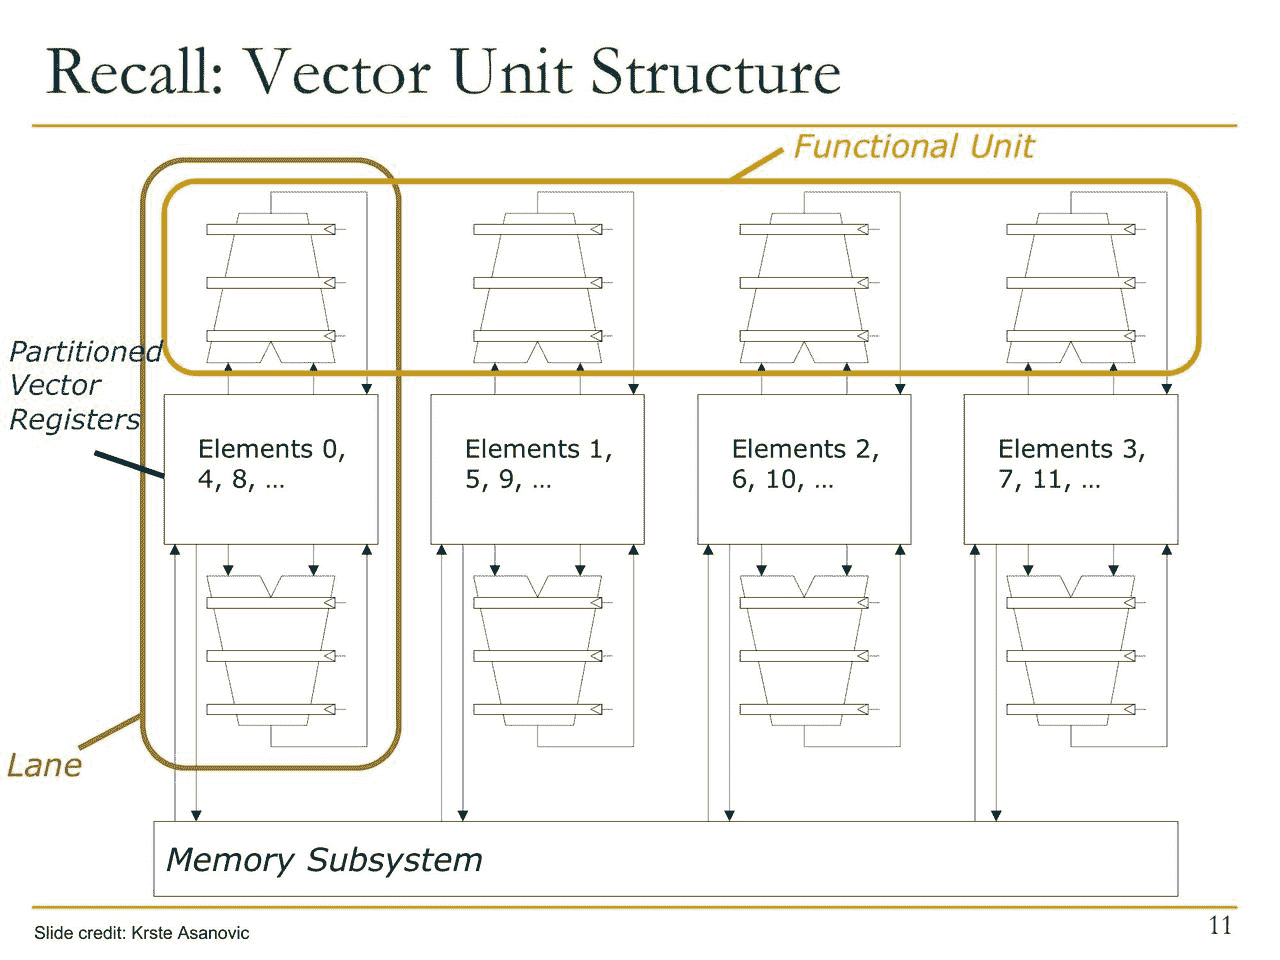 Recall: Vector Unit Structure
Functional Unit
Partitioned
Vector
Registers
Elements 0,
4, 8, …
Elements 1,
5, 9, …
Elements 2,
6, 10, …
Elements 3,
7, 11, …
Lane
Memory Subsystem
Slide credit: Krste Asanovic
11